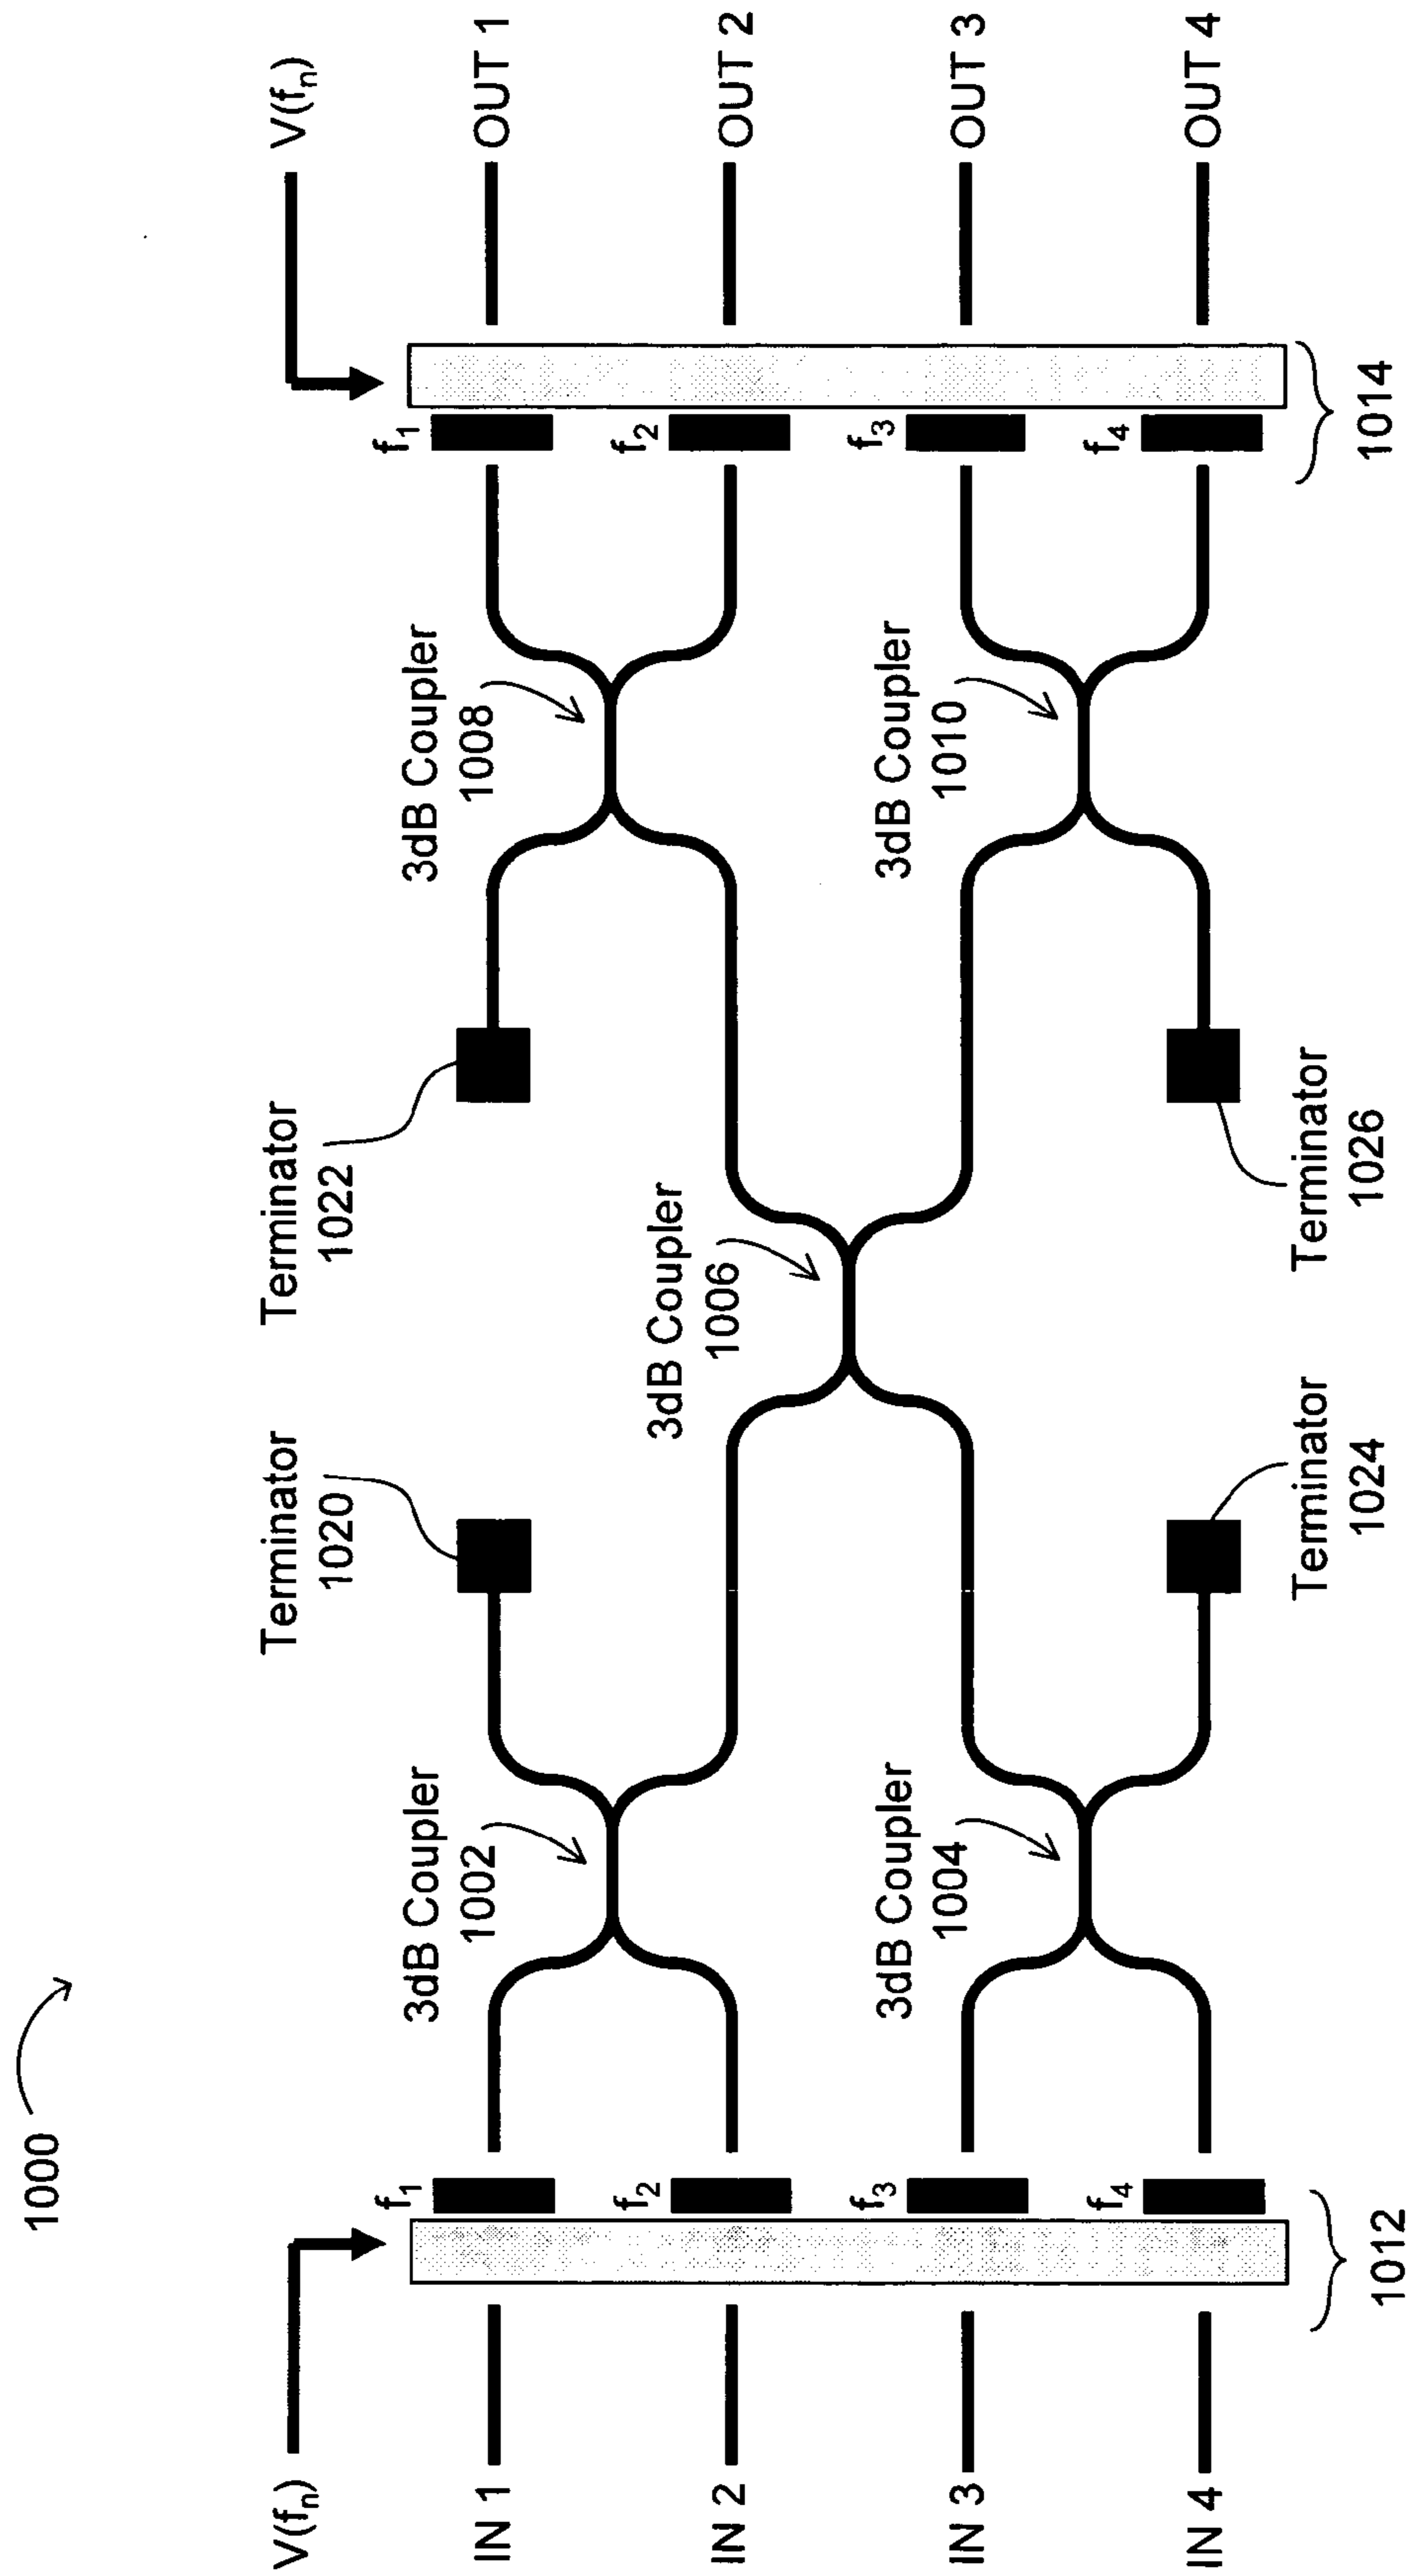 1000
V(fn)
V(fn)
IN 1
IN 2
IN 3
IN 4
f1
f2
f3
f4
1012
3dB Coupler
1002
3dB Coupler
1004
Terminator
1020
Terminator
1024
3dB Coupler
1006
Terminator
1022
Terminator
1026
3dB Coupler
1008
3dB Coupler
1010
f1
f2
f3
f4
1014
OUT 1
OUT 2
OUT 3
OUT 4